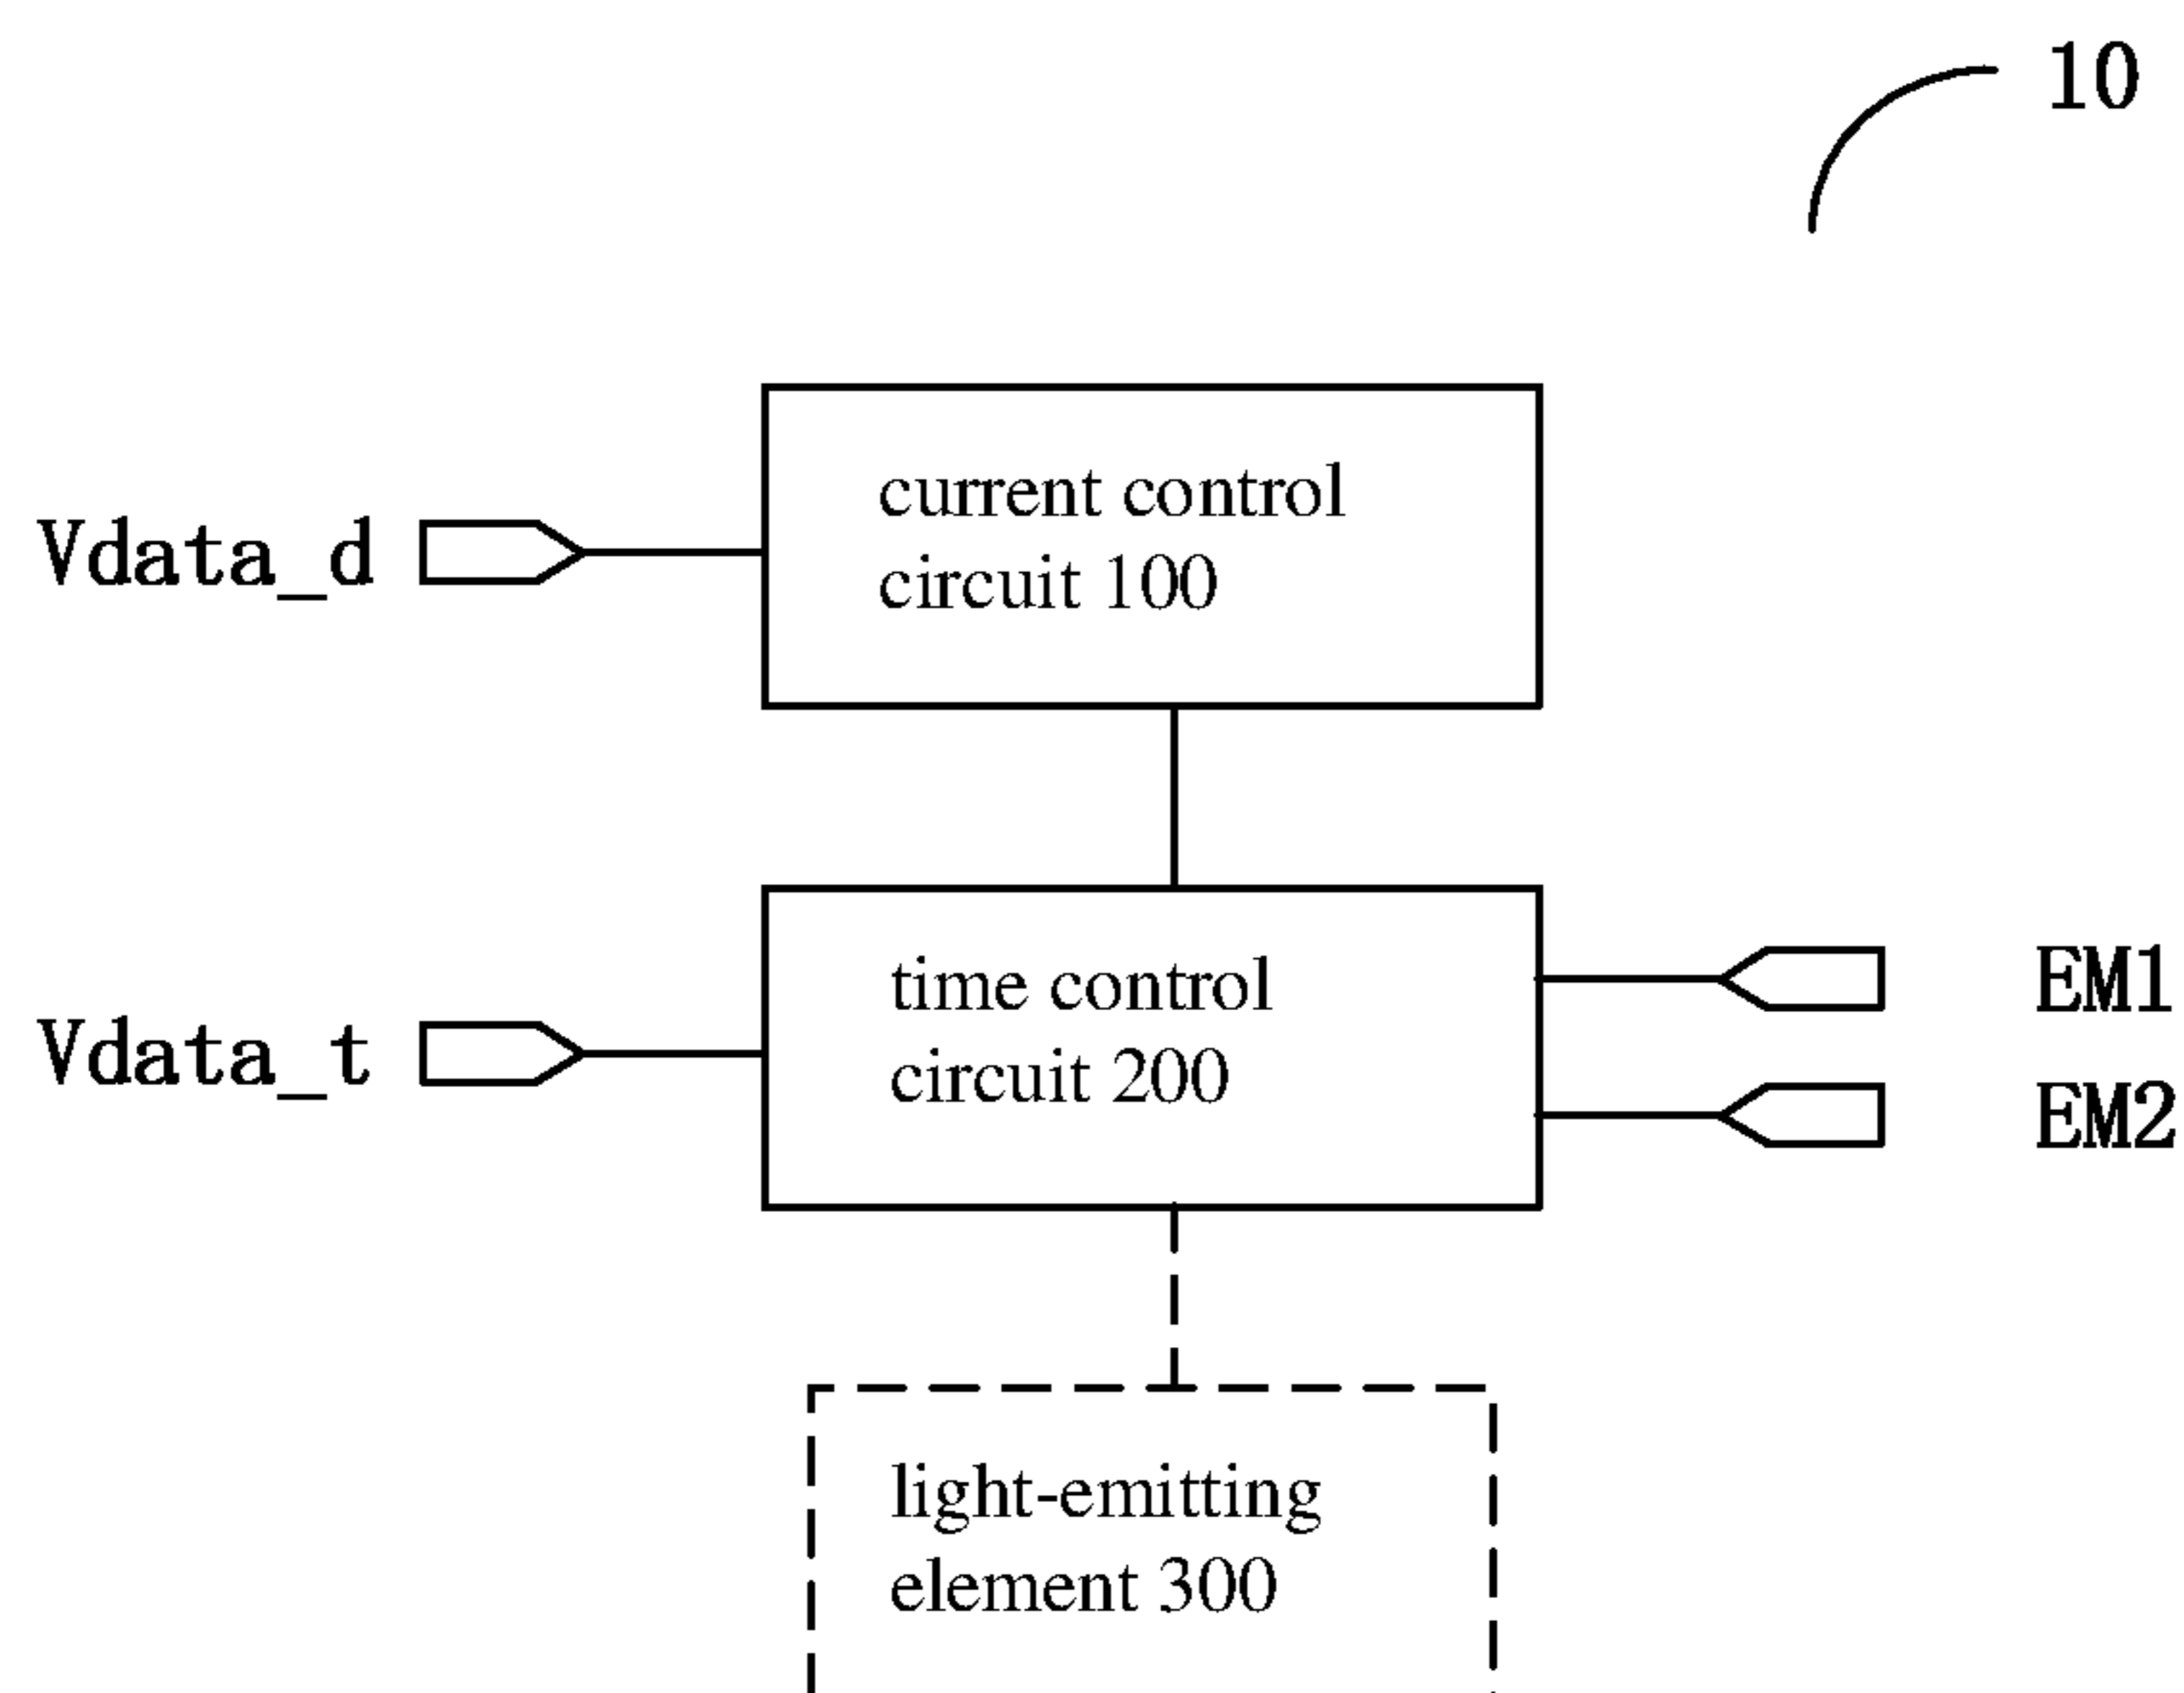 10
current control
circuit 100
Vdata_d
time control
circuit 200
Vdata_t
EM1
EM2
light-emitting
element 300